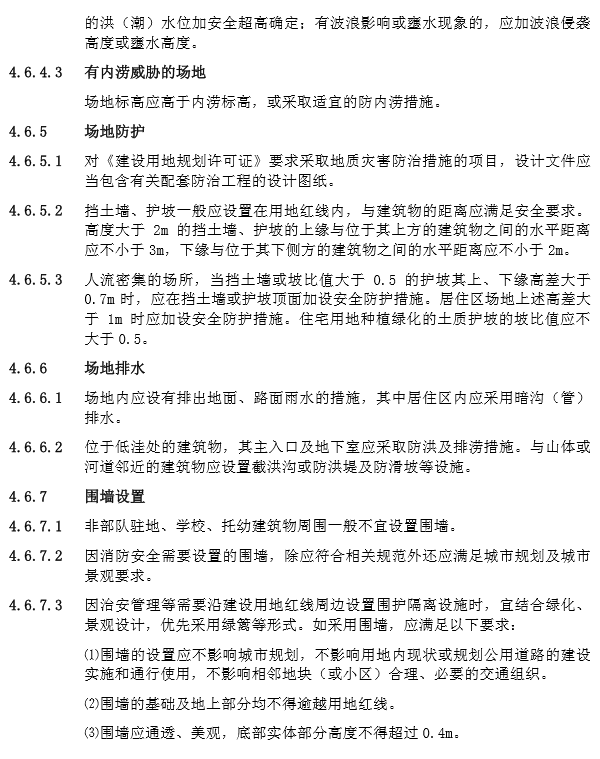 的洪（潮）水位加安全超高确定；有波浪影响或壅水现象的，应加波浪侵袭
高度或壅水高度。
4.6.4.3 有内涝威胁的场地
场地标高应高于内涝标高，或采取适宜的防内涝措施。
4.6.5 场地防护
4.6.5.1 对《建设用地规划许可证》要求采取地质灾害防治措施的项目，设计文件应
当包含有关配套防治工程的设计图纸。
4.6.5.2 挡土墙、护坡一般应设置在用地红线内，与建筑物的距离应满足安全要求。
高度大于 2m 的挡土墙、护坡的上缘与位于其上方的建筑物之间的水平距离
应不小于3m，下缘与位于其下侧方的建筑物之间的水平距离应不小于2m。
4.6.5.3 人流密集的场所，当挡土墙或坡比值大于 0.5 的护坡其上、下缘高差大于
0.7m时，应在挡土墙或护坡顶面加设安全防护措施。居住区场地上述高差大
于 1m 时应加设安全防护措施。住宅用地种植绿化的土质护坡的坡比值应不
大于0.5。
4.6.6 场地排水
4.6.6.1 场地内应设有排出地面、路面雨水的措施，其中居住区内应采用暗沟（管）
排水。
4.6.6.2 位于低洼处的建筑物，其主入口及地下室应采取防洪及排涝措施。与山体或
河道邻近的建筑物应设置截洪沟或防洪堤及防滑坡等设施。
4.6.7 围墙设置
4.6.7.1 非部队驻地、学校、托幼建筑物周围一般不宜设置围墙。
4.6.7.2 因消防安全需要设置的围墙，除应符合相关规范外还应满足城市规划及城市
景观要求。
4.6.7.3 因治安管理等需要沿建设用地红线周边设置围护隔离设施时，宜结合绿化、
景观设计，优先采用绿篱等形式。如采用围墙，应满足以下要求：
⑴围墙的设置应不影响城市规划，不影响用地内现状或规划公用道路的建设
实施和通行使用，不影响相邻地块（或小区）合理、必要的交通组织。
⑵围墙的基础及地上部分均不得逾越用地红线。
⑶围墙应通透、美观，底部实体部分高度不得超过0.4m。